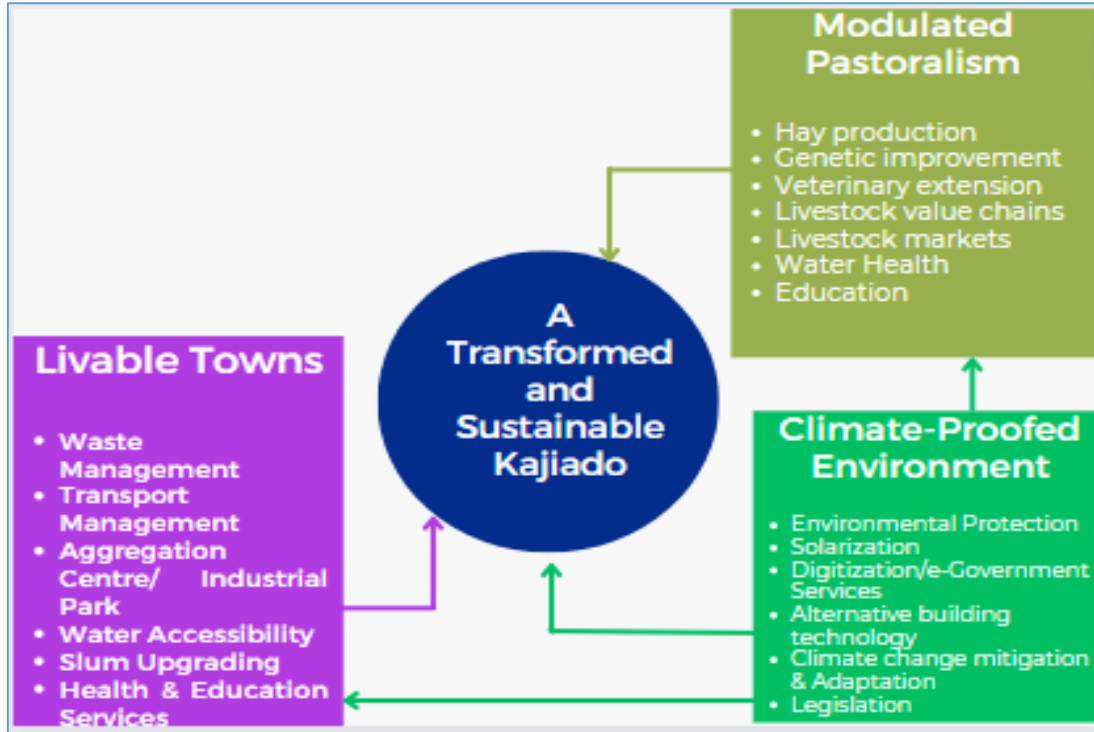 Modulated
Pastoralism
• Hay production
• Genetic improvement
• Veterinary extension
• Livestock value chains
• Livestock markets
• Water Health
• Education
A
Transformed
and
Sustainable
Kajiado
Livable Towns
• Waste
Management
• Transport
Management
• Aggregation
Centre/ Industrial
Park
• Water Accessibility
• Slum Upgrading
• Health & Education
Services
Climate-Proofed
Environment
• Environmental Protection
• Solarization
• Digitization/e-Government
Services
• Alternative building
technology
• Climate change mitigation
& Adaptation
• Legislation